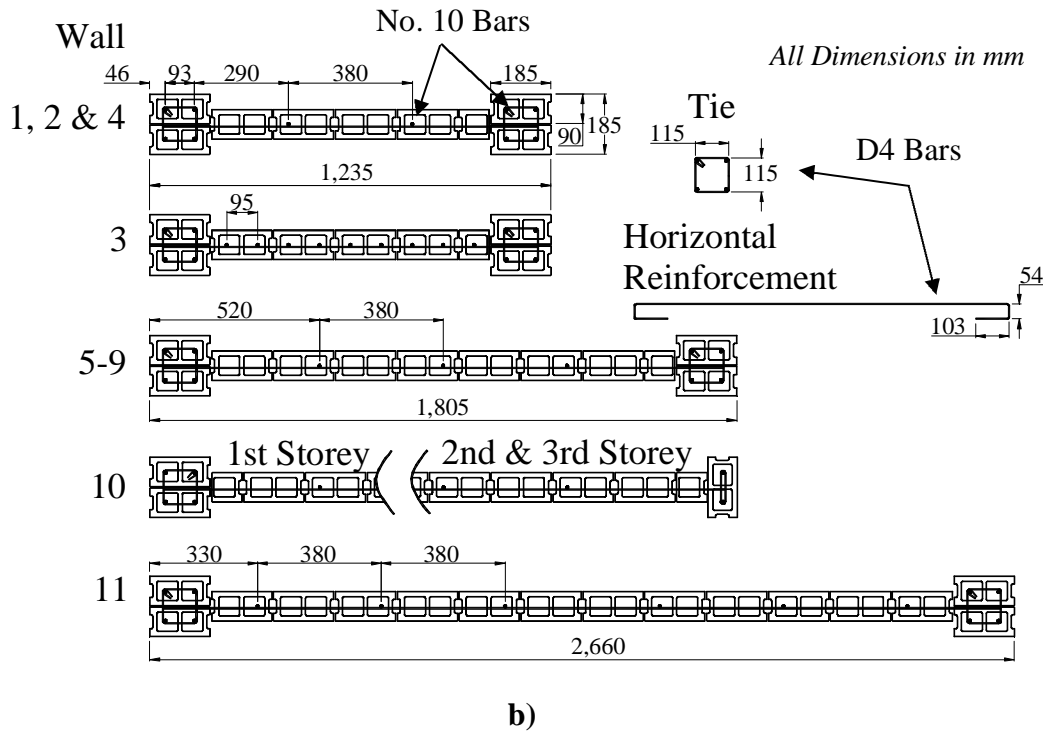 No. 10 Bars
Wall
All Dimensions in mm
46 93 290 380 185
1, 2 & 4
90 185
1,235
Tie
115
115
D4 Bars
95
3
Horizontal
Reinforcement
54
103
520 380
5-9
1,805
1st Storey 2nd & 3rd Storey
10
330 380 380
11
2,660
b)